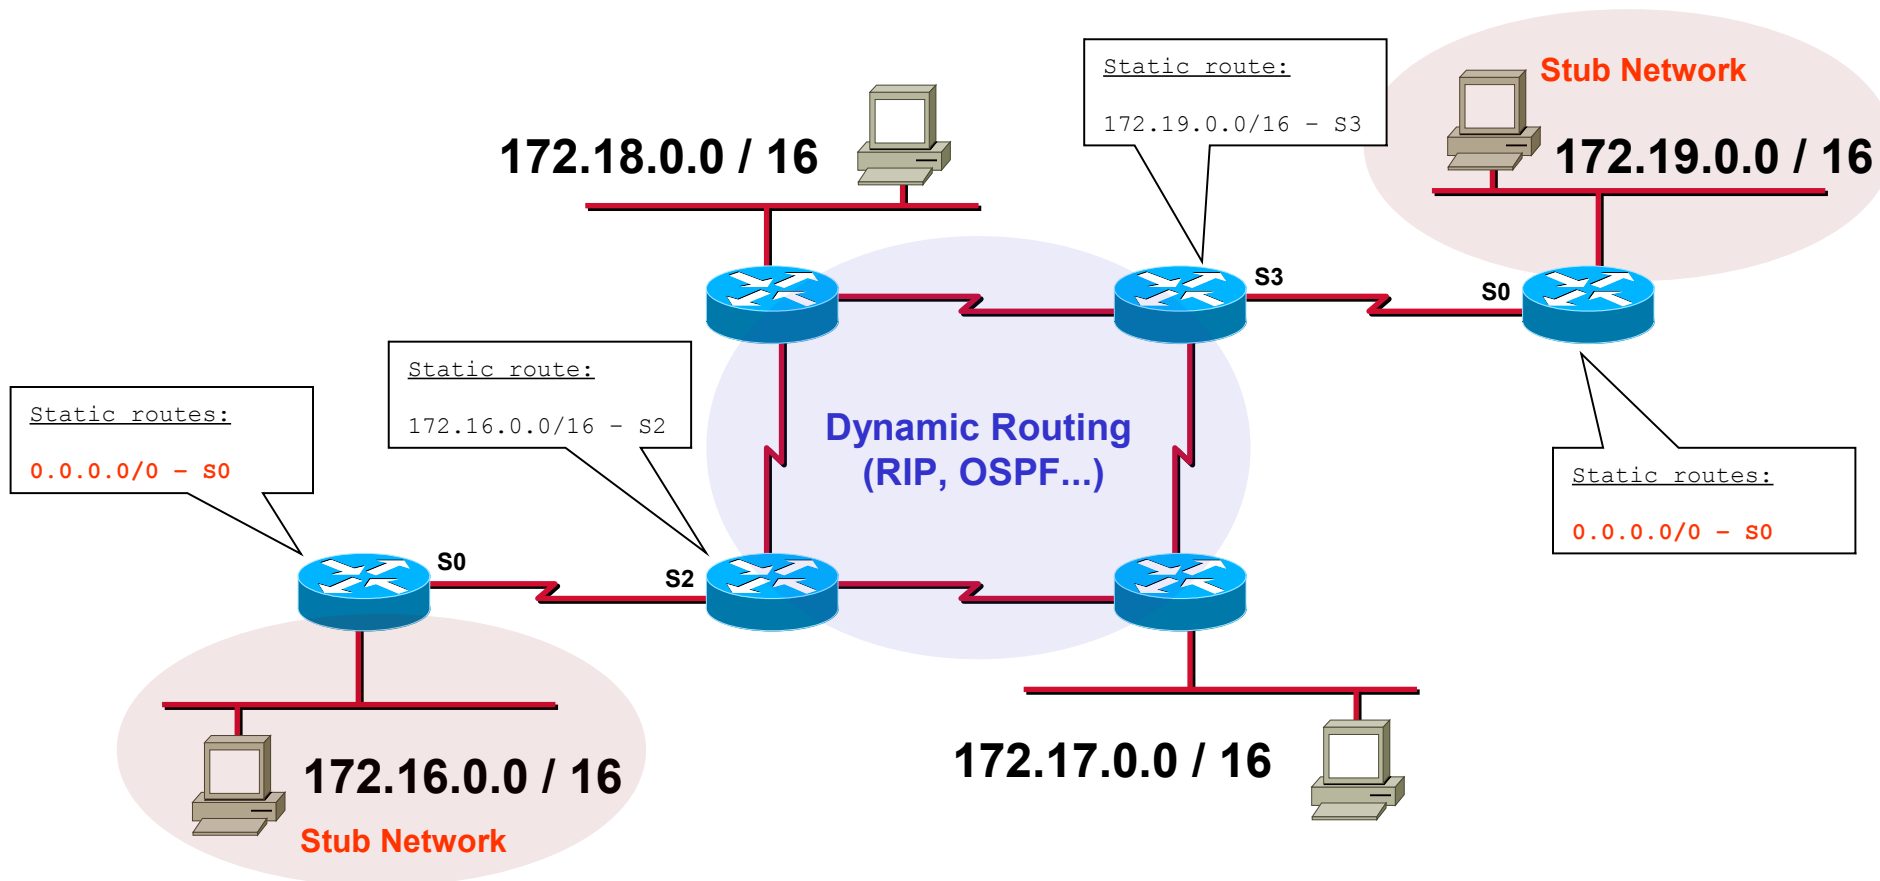 Static route:
172.19.0.0/16 – S3
Stub Network
172.19.0.0 / 16
172.18.0.0 / 16
S3
S0
Static route:
172.16.0.0/16 – S2
Static routes:
0.0.0.0/0 – S0
Dynamic Routing
(RIP, OSPF...)
Static routes:
0.0.0.0/0 – S0
S0
S2
172.17.0.0 / 16
172.16.0.0 / 16
Stub Network